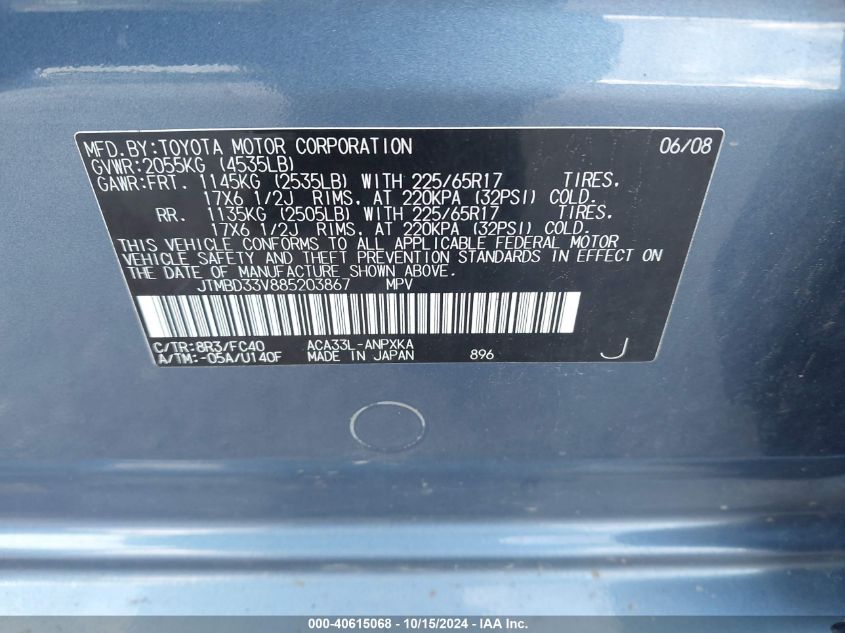 MFD.BY:TOYOTA MOTOR CORPORATION 06/08
GVWR:2055KG (4535LB)
GAWR:FRT. 1145KG (2535LB) WITH 225/65R17 TIRES,
17X6 1/2J RIMS, AT 220KPA (32PSI) COLD.
RR. 1135KG (2505LB) WITH 225/65R17 TIRES,
17X6 1/2J RIMS, AT 220KPA (32PSI) COLD.
THIS VEHICLE CONFORMS TO ALL APPLICABLE FEDERAL MOTOR
VEHICLE SAFETY AND THEFT PREVENTION STANDARDS IN EFFECT ON
THE DATE OF MANUFACTURE SHOWN ABOVE.
JTMBD33V885203867 MPV
C/TR:8R3/FC40 ACA33L-ANPXKA
A/TM:-05A/U140F MADE IN JAPAN 896 J
000-40615068 - 10/15/2024 - IAA Inc.